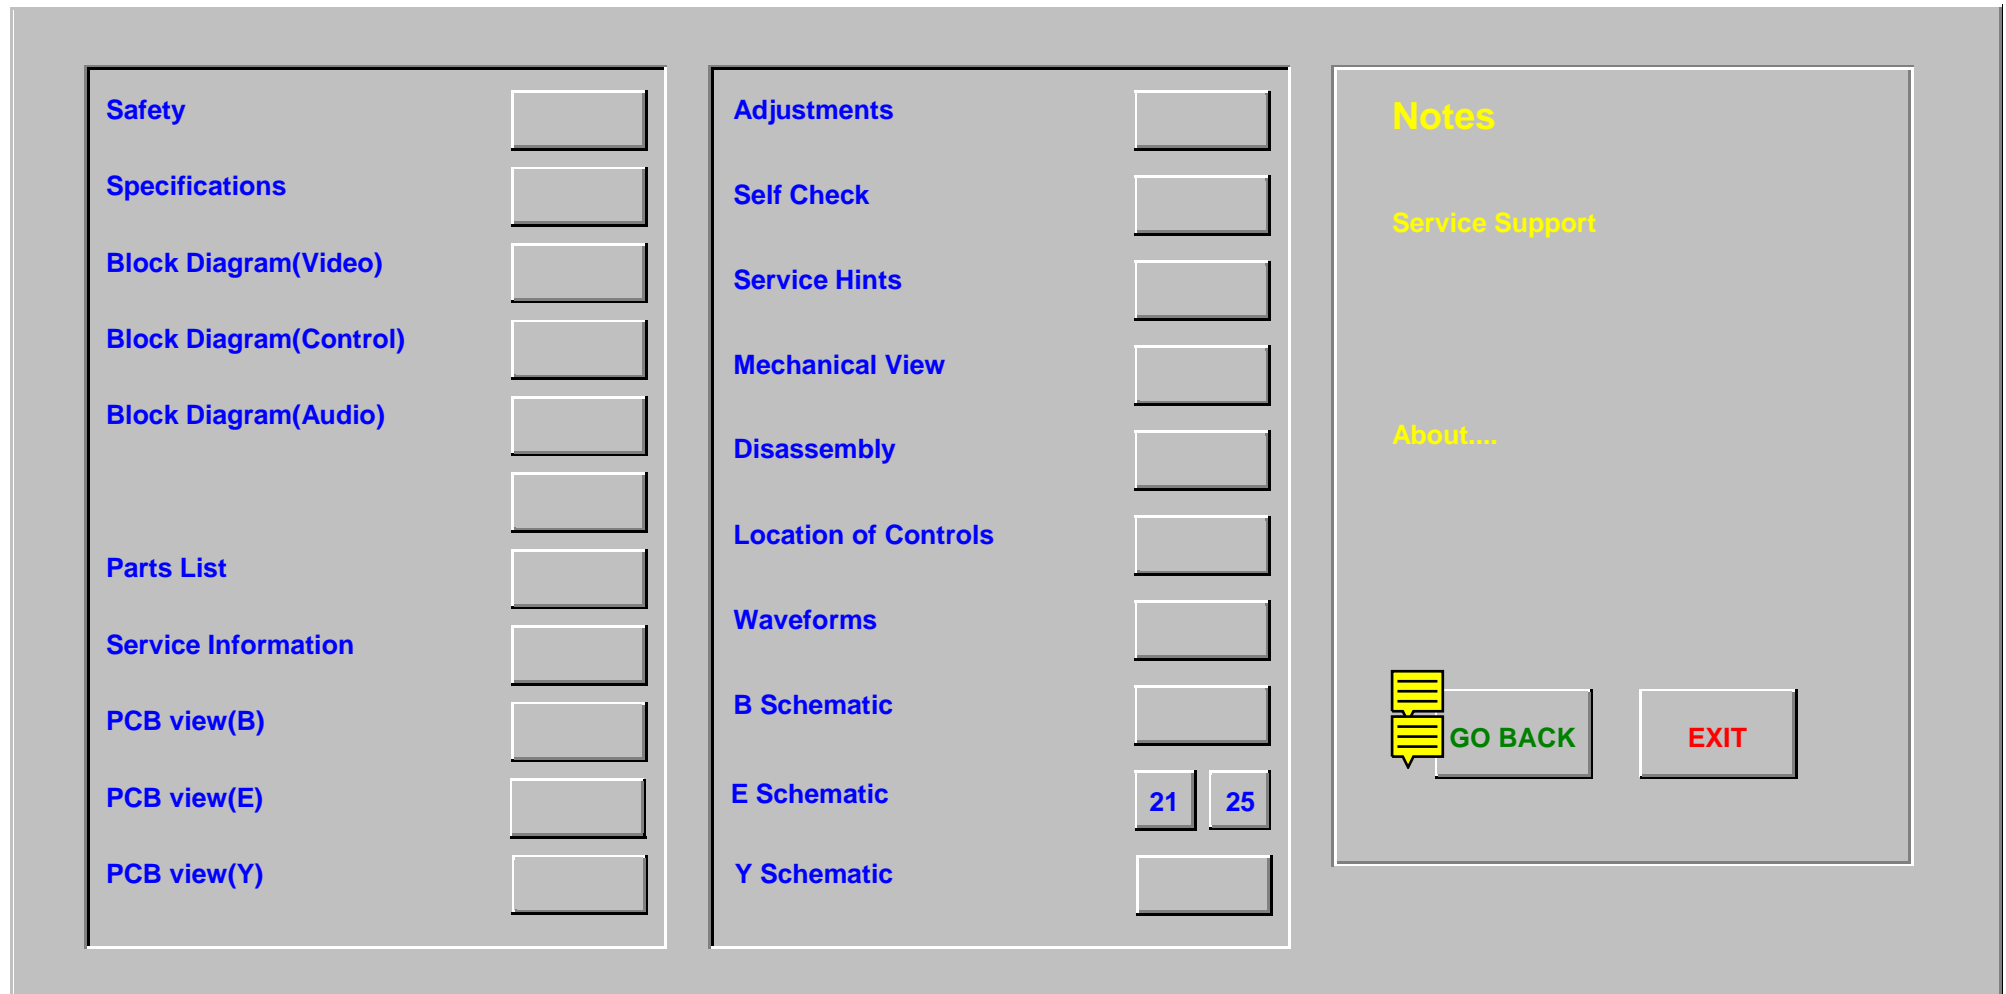 Safety
Specifications
Block Diagram(Video)
Block Diagram(Control)
Block Diagram(Audio)
Parts List
Service Information
PCB view(B)
PCB view(E)
PCB view(Y)
Adjustments
Self Check
Service Hints
Mechanical View
Disassembly
Location of Controls
Waveforms
B Schematic
E Schematic 21 25
Y Schematic
Notes
Service Support
About....
GO BACK EXIT